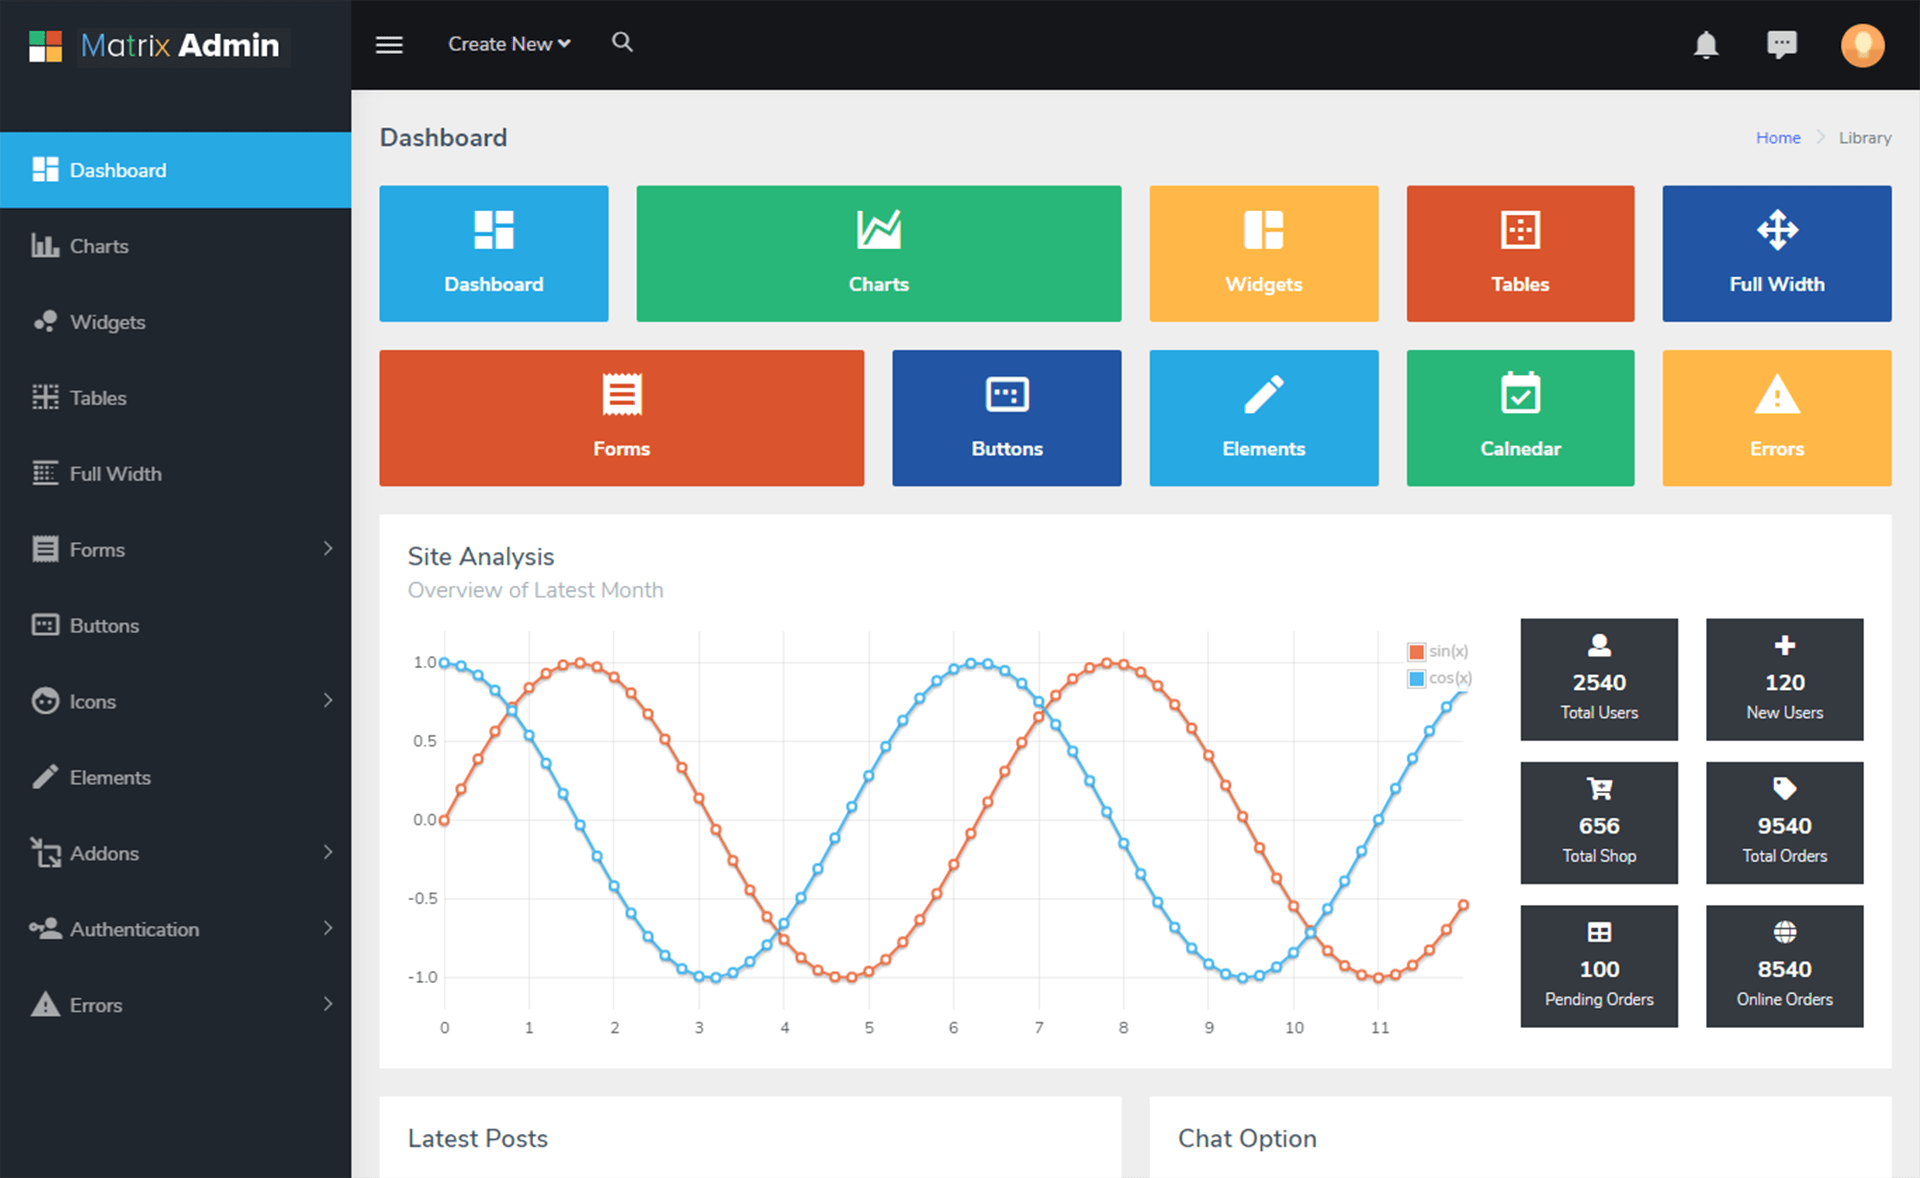 Matrix Admin
Create New
Dashboard
Charts
Widgets
Tables
Full Width
Forms
Buttons
Icons
Elements
Addons
Authentication
Errors
Dashboard
Home Library
Dashboard
Charts
Widgets
Tables
Full Width
Forms
Buttons
Elements
Calnedar
Errors
Site Analysis
Overview of Latest Month
1.0
0.5
0.0
-0.5
-1.0
0 1 2 3 4 5 6 7 8 9 10 11
sin(x)
cos(x)
2540
Total Users
120
New Users
656
Total Shop
9540
Total Orders
100
Pending Orders
8540
Online Orders
Latest Posts
Chat Option